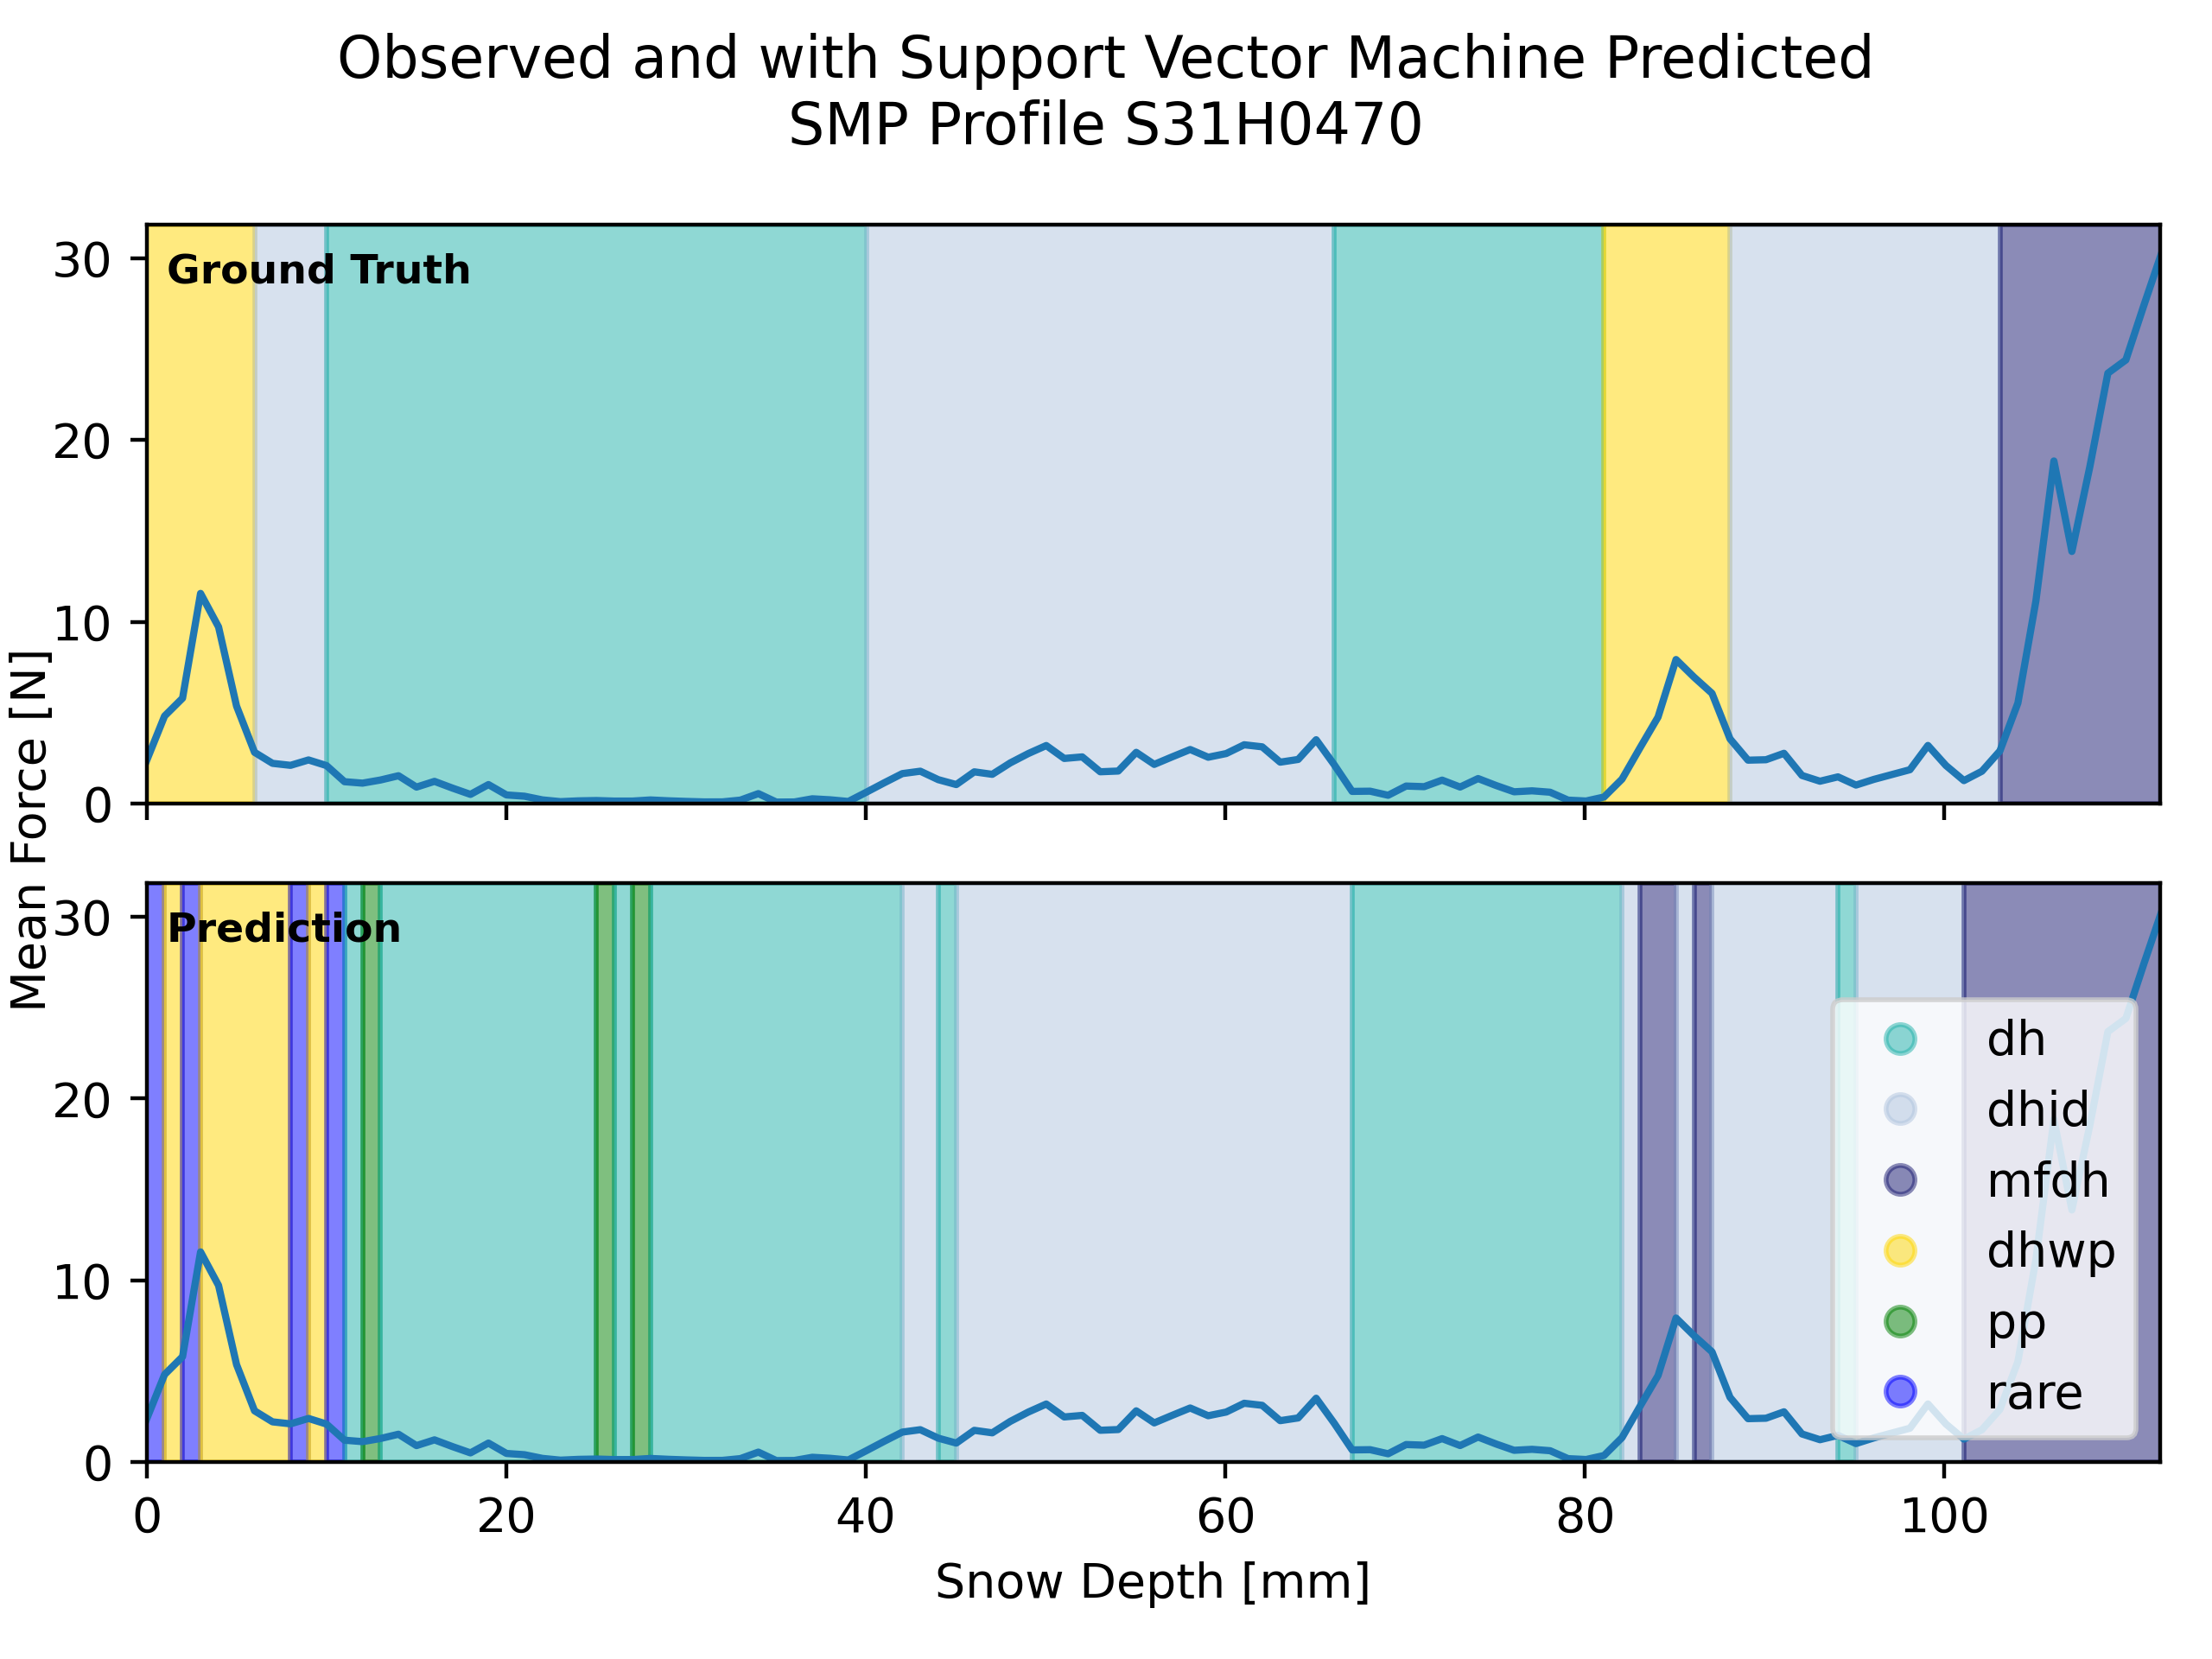 Observed and with Support Vector Machine Predicted
SMP Profile S31H0470
Mean Force [N]
30
20
10
0
Ground Truth
30
20
10
0
Prediction
dh
dhid
mfdh
dhwp
pp
rare
0 20 40 60 80 100
Snow Depth [mm]